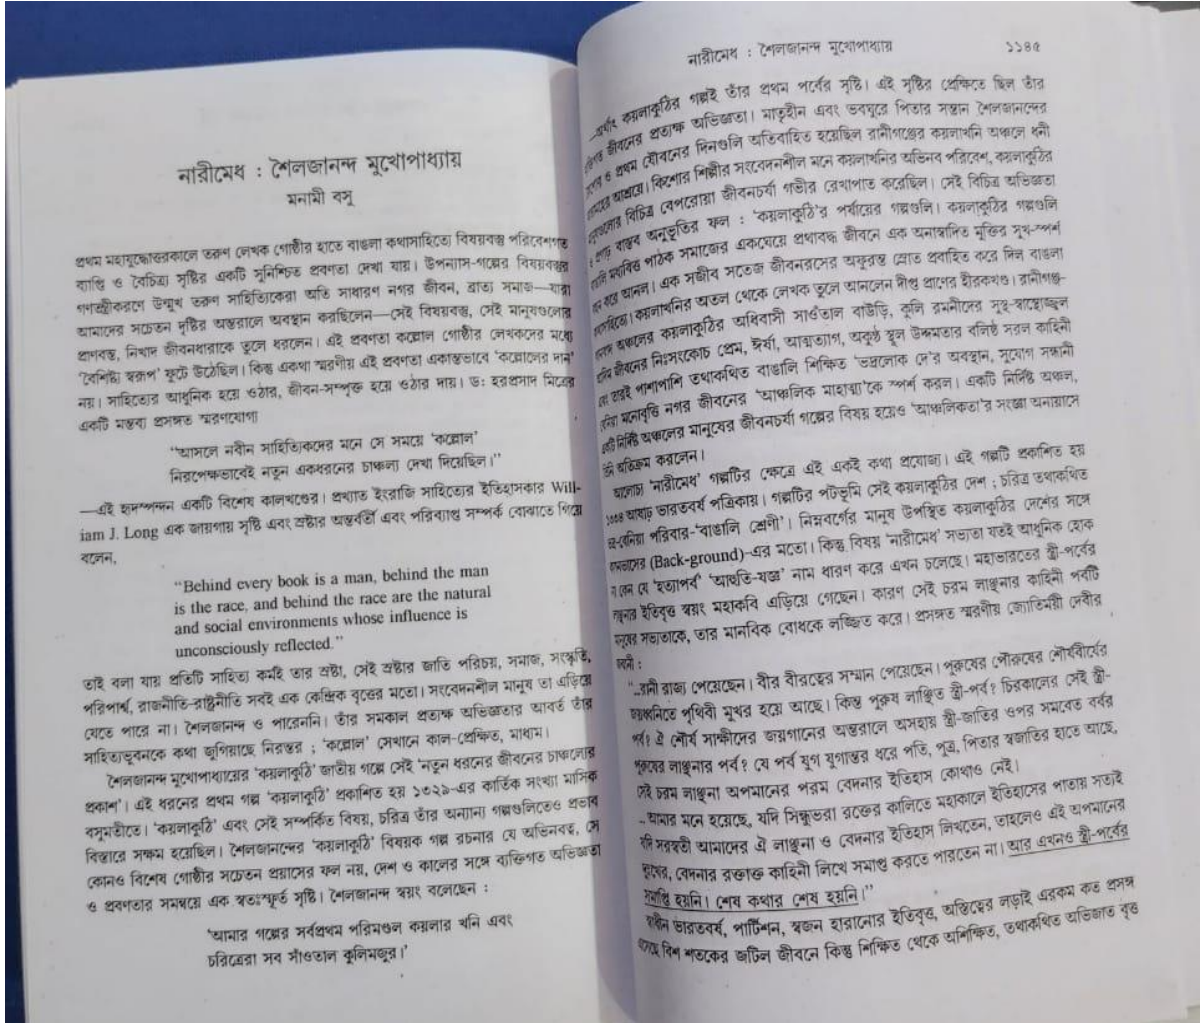 নারীমেধ : শৈলজানন্দ মুখোপাধ্যায়
মনামী বসু
প্রথম মহাযুদ্ধোত্তরকালে তরুণ লেখক গোষ্ঠীর হাতে বাঙলা কথাসাহিত্যে বিষয়বস্তু পরিবেশগত
ব্যাপ্তি ও বৈচিত্র্য সৃষ্টির একটি সুনিশ্চিত প্রবণতা দেখা যায়। উপন্যাস-গল্পের বিষয়বস্তুর
গণতন্ত্রীকরণে উন্মুখ তরুণ সাহিত্যিকেরা অতি সাধারণ নগর জীবন, ব্রাত্য সমাজ—যারা
আমাদের সচেতন দৃষ্টির অন্তরালে অবস্থান করছিলেন—সেই বিষয়বস্তু, সেই মানুষগুলোর
প্রাণবন্ত, নিখাদ জীবনধারাকে তুলে ধরলেন। এই প্রবণতা কল্লোল গোষ্ঠীর লেখকদের মধ্যে
'বৈশিষ্ট্য স্বরূপ' ফুটে উঠেছিল। কিন্তু একথা স্মরণীয় এই প্রবণতা একান্তভাবে 'কল্লোলের দান'
নয়। সাহিত্যের আধুনিক হয়ে ওঠার, জীবন-সম্পৃক্ত হয়ে ওঠার দায়। ডঃ হরপ্রসাদ মিত্রের
একটি মন্তব্য প্রসঙ্গত স্মরণযোগ্য
"আসলে নবীন সাহিত্যিকদের মনে সে সময়ে 'কল্লোল'
নিরপেক্ষভাবেই নতুন একধরনের চাঞ্চল্য দেখা দিয়েছিল।"
—এই হৃদস্পন্দন একটি বিশেষ কালখণ্ডের। প্রখ্যাত ইংরাজি সাহিত্যের ইতিহাসকার Will-
iam J. Long এক জায়গায় সৃষ্টি এবং স্রষ্টার অন্তর্বর্তী এবং পরিব্যাপ্ত সম্পর্ক বোঝাতে গিয়ে
বলেন,
"Behind every book is a man, behind the man
is the race, and behind the race are the natural
and social environments whose influence is
unconsciously reflected."
তাই বলা যায় প্রতিটি সাহিত্য কর্মই তার স্রষ্টা, সেই স্রষ্টার জাতি পরিচয়, সমাজ, সংস্কৃতি,
পরিপার্শ্ব, রাজনীতি-রাষ্ট্রনীতি সবই এক কেন্দ্রিক বৃত্তের মতো। সংবেদনশীল মানুষ তা এড়িয়ে
যেতে পারে না। শৈলজানন্দ ও পারেননি। তাঁর সমকাল প্রত্যক্ষ অভিজ্ঞতার আবর্ত তাঁর
সাহিত্যভুবনকে কথা জুগিয়াছে নিরন্তর ; 'কল্লোল' সেখানে কাল-প্রেক্ষিত, মাধ্যম।
শৈলজানন্দ মুখোপাধ্যায়ের 'কয়লাকুঠি' জাতীয় গল্পে সেই 'নতুন ধরনের জীবনের চাঞ্চল্যের
প্রকাশ'। এই ধরনের প্রথম গল্প 'কয়লাকুঠি' প্রকাশিত হয় ১৩২৯-এর কার্তিক সংখ্যা মাসিক
বসুমতীতে। 'কয়লাকুঠি' এবং সেই সম্পর্কিত বিষয়, চরিত্র তাঁর অন্যান্য গল্পগুলিতেও প্রভাব
বিস্তারে সক্ষম হয়েছিল। শৈলজানন্দের 'কয়লাকুঠি' বিষয়ক গল্প রচনার যে অভিনবত্ব, সে
কোনও বিশেষ গোষ্ঠীর সচেতন প্রয়াসের ফল নয়, দেশ ও কালের সঙ্গে ব্যক্তিগত অভিজ্ঞতা
ও প্রবণতার সমন্বয়ে এক স্বতঃস্ফূর্ত সৃষ্টি। শৈলজানন্দ স্বয়ং বলেছেন :
'আমার গল্পের সর্বপ্রথম পরিমণ্ডল কয়লার খনি এবং
চরিত্রেরা সব সাঁওতাল কুলিমজুর।'
নারীমেধ : শৈলজানন্দ মুখোপাধ্যায় ১১৪৫
—অর্থাৎ কয়লাকুঠির গল্পই তাঁর প্রথম পর্বের সৃষ্টি। এই সৃষ্টির প্রেক্ষিতে ছিল তাঁর
জীবনের প্রত্যক্ষ অভিজ্ঞতা। মাতৃহীন এবং ভবঘুরে পিতার সন্তান শৈলজানন্দের
ও প্রথম যৌবনের দিনগুলি অতিবাহিত হয়েছিল রানীগঞ্জের কয়লাখনি অঞ্চলে ধনী
আশ্রয়ে। কিশোর শিল্পীর সংবেদনশীল মনে কয়লাখনির অভিনব পরিবেশ, কয়লাকুঠির
বিচিত্র বেপরোয়া জীবনচর্যা গভীর রেখাপাত করেছিল। সেই বিচিত্র অভিজ্ঞতা
বাস্তব অনুভূতির ফল : 'কয়লাকুঠি'র পর্যায়ের গল্পগুলি। কয়লাকুঠির গল্পগুলি
মধ্যবিত্ত পাঠক সমাজের একঘেয়ে প্রথাবদ্ধ জীবনে এক অনাস্বাদিত মুক্তির সুখ-স্পর্শ
আনল। এক সজীব সতেজ জীবনরসের অফুরন্ত স্রোত প্রবাহিত করে দিল বাঙলা
কয়লাখনির অতল থেকে লেখক তুলে আনলেন দীপ্ত প্রাণের হীরকখণ্ড। রানীগঞ্জ-
অঞ্চলের কয়লাকুঠির অধিবাসী সাওঁতাল বাউড়ি, কুলি রমনীদের সুস্থ-স্বাস্থ্যোজ্জ্বল
জীবনের নিঃসংকোচ প্রেম, ঈর্ষা, আত্মত্যাগ, অকুণ্ঠ স্থূল উদ্দমতার বলিষ্ঠ সরল কাহিনী
তারই পাশাপাশি তথাকথিত বাঙালি শিক্ষিত 'ভদ্রলোক দে'র অবস্থান, সুযোগ সন্ধানী
মনোবৃত্তি নগর জীবনের 'আঞ্চলিক মাহাত্ম্য'কে স্পর্শ করল। একটি নির্দিষ্ট অঞ্চল,
একটি নির্দিষ্ট অঞ্চলের মানুষের জীবনচর্যা গল্পের বিষয় হয়েও 'আঞ্চলিকতা'র সংজ্ঞা অনায়াসে
অতিক্রম করলেন।
আলোচ্য 'নারীমেধ' গল্পটির ক্ষেত্রে এই একই কথা প্রযোজ্য। এই গল্পটি প্রকাশিত হয়
আষাঢ় ভারতবর্ষ পত্রিকায়। গল্পটির পটভূমি সেই কয়লাকুঠির দেশ ; চরিত্র তথাকথিত
পরিবার-'বাঙালি শ্রেণী'। নিম্নবর্গের মানুষ উপস্থিত কয়লাকুঠির দেশের সঙ্গে
(Back-ground)-এর মতো। কিন্তু বিষয় 'নারীমেধ' সভ্যতা যতই আধুনিক হোক
না কেন যে 'হত্যাপর্ব' 'আহুতি-যজ্ঞ' নাম ধারণ করে এখন চলেছে। মহাভারতের স্ত্রী-পর্বের
ইতিবৃত্ত স্বয়ং মহাকবি এড়িয়ে গেছেন। কারণ সেই চরম লাঞ্ছনার কাহিনী পর্বটি
মানুষের সভ্যতাকে, তার মানবিক বোধকে লজ্জিত করে। প্রসঙ্গত স্মরণীয় জ্যোতির্ময়ী দেবীর
"..রানী রাজ্য পেয়েছেন। বীর বীরত্বের সম্মান পেয়েছেন। পুরুষের পৌরুষের শৌর্যবীর্যের
জয়ধ্বনিতে পৃথিবী মুখর হয়ে আছে। কিন্তু পুরুষ লাঞ্ছিত স্ত্রী-পর্ব? চিরকালের সেই স্ত্রী-
পর্ব? ঐ শৌর্য সাক্ষীদের জয়গানের অন্তরালে অসহায় স্ত্রী-জাতির ওপর সমবেত বর্বর
পুরুষের লাঞ্ছনার পর্ব? যে পর্ব যুগ যুগান্তর ধরে পতি, পুত্র, পিতার স্বজাতির হাতে আছে,
সেই চরম লাঞ্ছনা অপমানের পরম বেদনার ইতিহাস কোথাও নেই।
..আমার মনে হয়েছে, যদি সিন্ধুভরা রক্তের কালিতে মহাকালে ইতিহাসের পাতায় সত্যই
যদি সরস্বতী আমাদের ঐ লাঞ্ছনা ও বেদনার ইতিহাস লিখতেন, তাহলেও এই অপমানের
দুঃখের, বেদনার রক্তাক্ত কাহিনী লিখে সমাপ্ত করতে পারতেন না। আর এখনও স্ত্রী-পর্বের
সমাপ্তি হয়নি। শেষ কথার শেষ হয়নি।"
স্বাধীন ভারতবর্ষ, পার্টিশন, স্বজন হারানোর ইতিবৃত্ত, অস্তিত্বের লড়াই এরকম কত প্রসঙ্গ
বিশ শতকের জটিল জীবনে কিন্তু শিক্ষিত থেকে অশিক্ষিত, তথাকথিত অভিজাত বৃত্ত